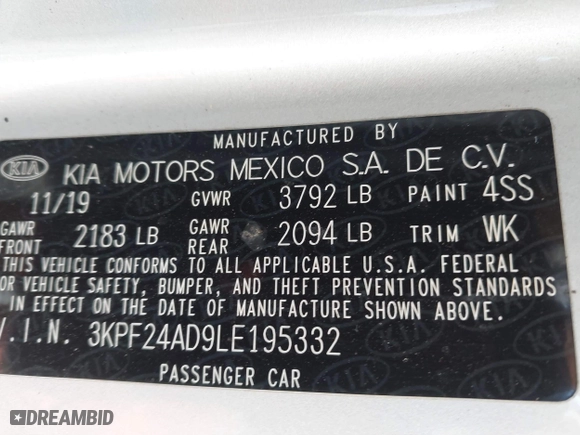 MANUFACTURED BY
KIA KIA MOTORS MEXICO S.A. DE C.V.
11/19 GVWR 3792 LB PAINT 4SS
GAWR FRONT 2183 LB GAWR REAR 2094 LB TRIM WK
THIS VEHICLE CONFORMS TO ALL APPLICABLE U.S.A. FEDERAL
OR VEHICLE SAFETY, BUMPER, AND THEFT PREVENTION STANDARDS
IN EFFECT ON THE DATE OF MANUFACTURE SHOWN ABOVE.
V.I.N. 3KPF24AD9LE195332
PASSENGER CAR
DREAMBID